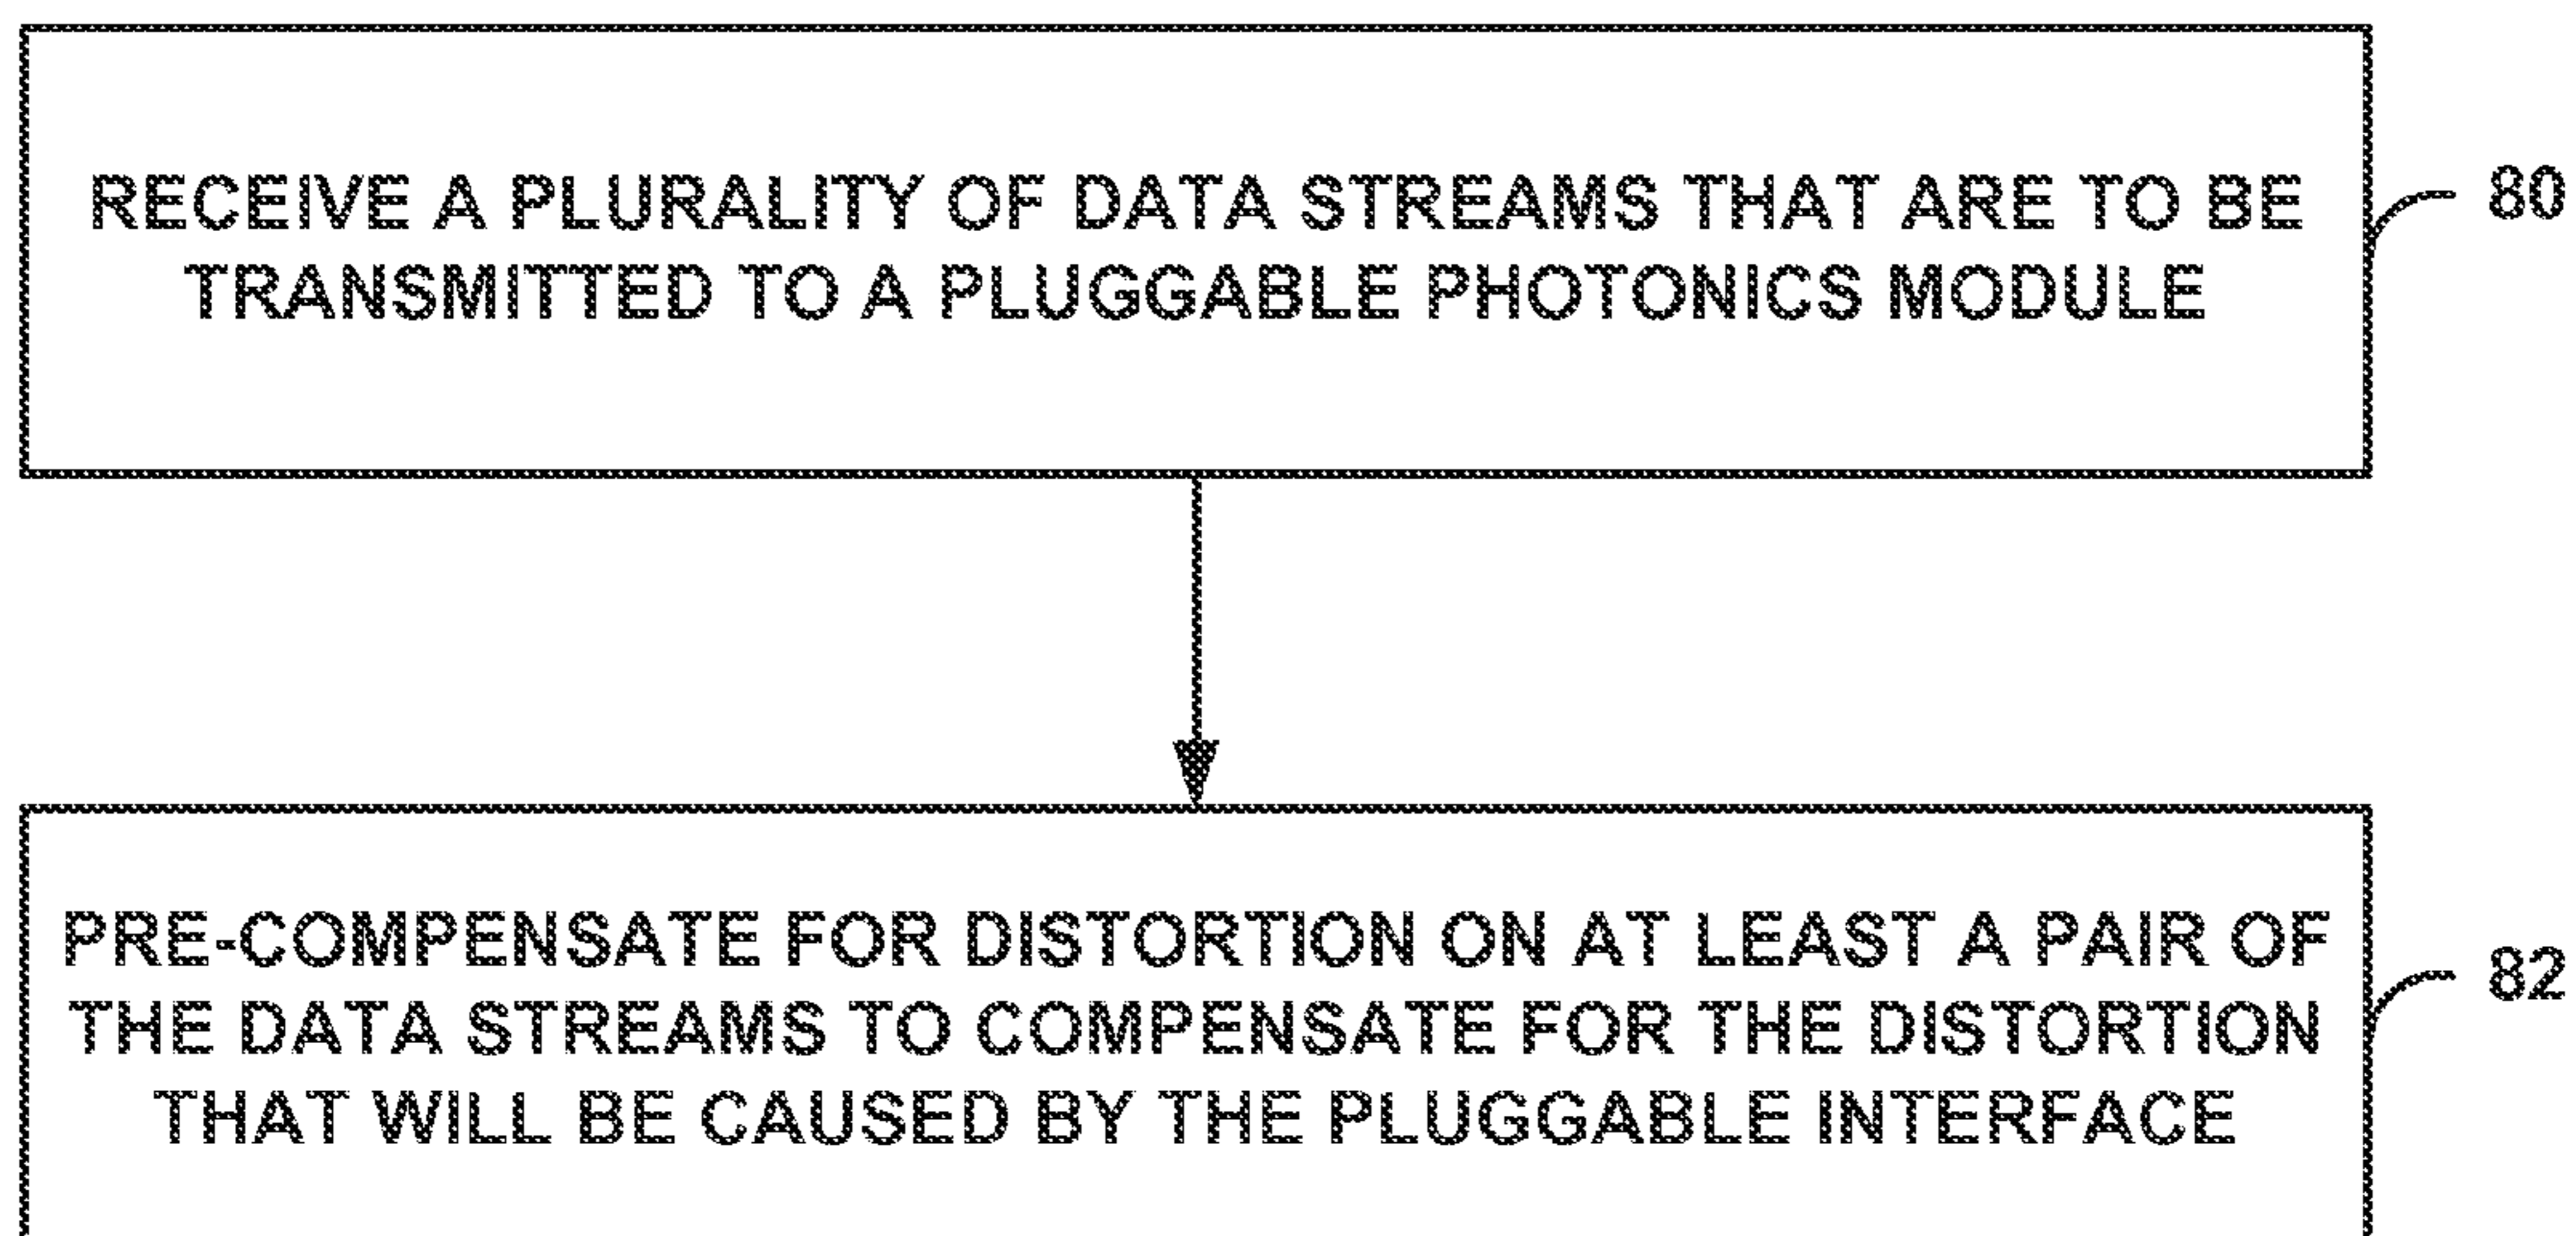 RECEIVE A PLURALITY OF DATA STREAMS THAT ARE TO BE
TRANSMITTED TO A PLUGGABLE PHOTONICS MODULE
80
PRE-COMPENSATE FOR DISTORTION ON AT LEAST A PAIR OF
THE DATA STREAMS TO COMPENSATE FOR THE DISTORTION
THAT WILL BE CAUSED BY THE PLUGGABLE INTERFACE
82